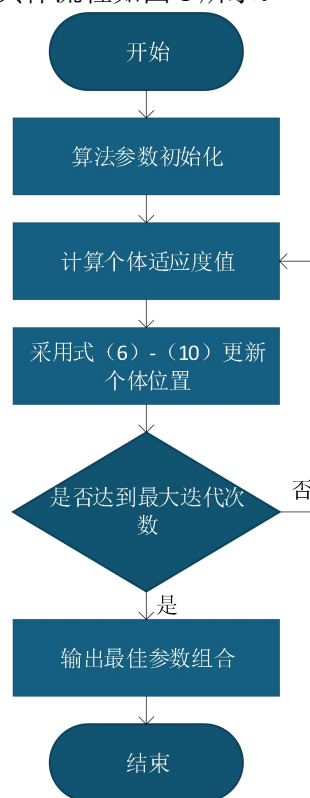 开始
算法参数初始化
计算个体适应度值
采用式（6）-（10）更新
个体位置
是否达到最大迭代次
数
否
是
输出最佳参数组合
结束